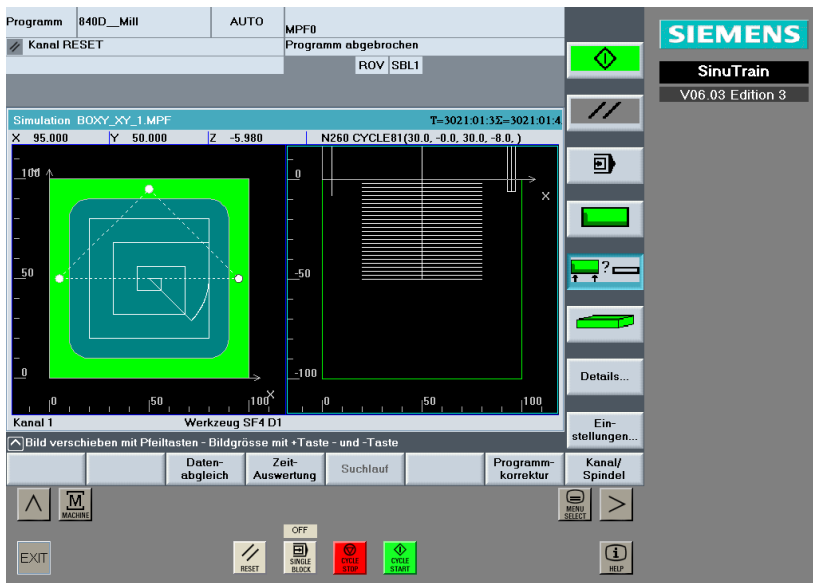 Programm 840D__Mill AUTO MPF0
Kanal RESET Programm abgebrochen
ROV SBL1
SIEMENS
SinuTrain
V06.03 Edition 3
Simulation BOXY_XY_1.MPF T=3021:01:3Σ=3021:01:4
X 95.000 Y 50.000 Z -5.980 N260 CYCLE81(30.0, -0.0, 30.0, -8.0, )
100
50
0
0 50 100 X
0
-50
-100
0 50 100
X
Kanal 1 Werkzeug SF4 D1
Bild verschieben mit Pfeiltasten - Bildgrösse mit +Taste - und -Taste
?
Details...
Ein-
stellungen...
Daten-
abgleich
Zeit-
Auswertung
Suchlauf
Programm-
korrektur
Kanal/
Spindel
M
MACHINE
MENU
SELECT
EXIT
RESET
OFF
SINGLE
BLOCK
CYCLE
STOP
CYCLE
START
i
HELP